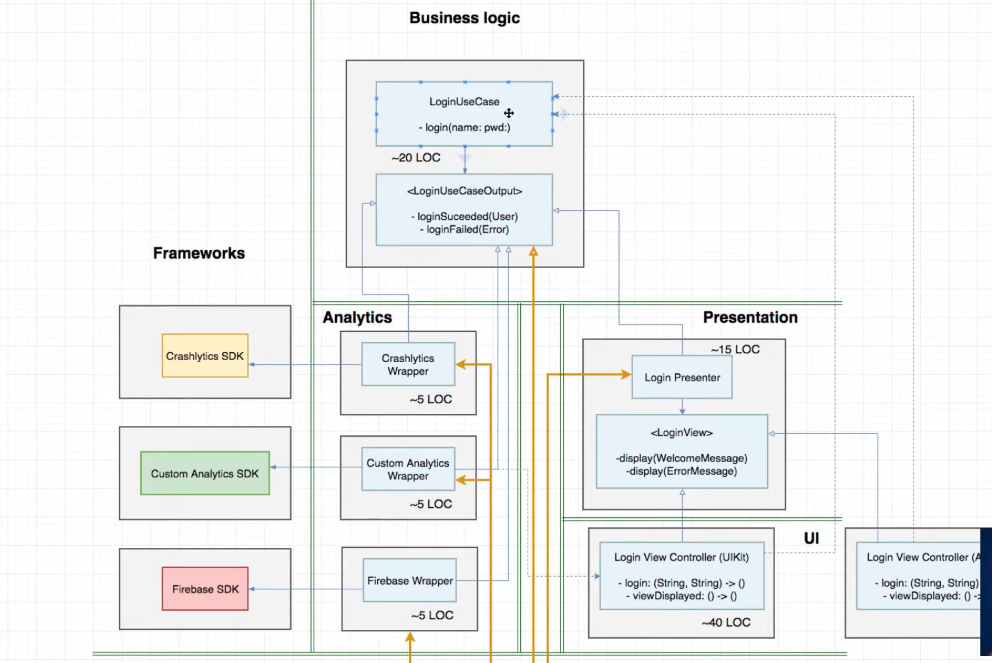 Business logic
LoginUseCase
- login(name: pwd:)
~20 LOC
<LoginUseCaseOutput>
- loginSuceeded(User)
- loginFailed(Error)
Frameworks
Crashlytics SDK
Custom Analytics SDK
Firebase SDK
Analytics
Crashlytics
Wrapper
~5 LOC
Custom Analytics
Wrapper
~5 LOC
Firebase Wrapper
~5 LOC
Presentation
~15 LOC
Login Presenter
<LoginView>
-display(WelcomeMessage)
-display(ErrorMessage)
UI
Login View Controller (UIKit)
- login: (String, String) -> ()
- viewDisplayed: () -> ()
~40 LOC
Login View Controller (A
- login: (String, String)
- viewDisplayed: () ->